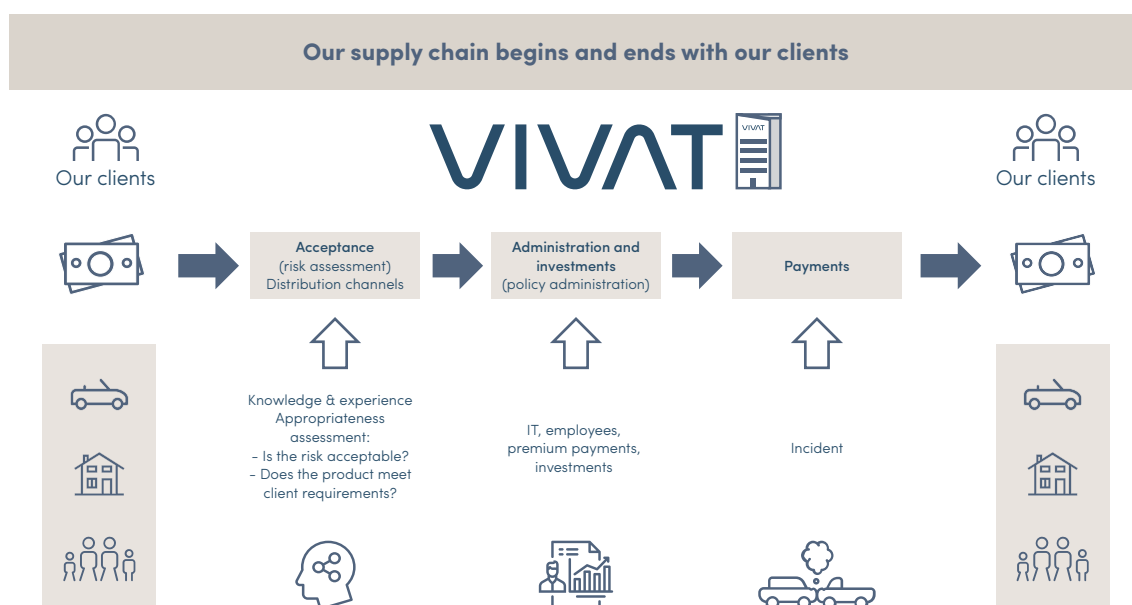 Our supply chain begins and ends with our clients
Our clients
VIVAT
VIVAT
Our clients
Acceptance
(risk assessment)
Distribution channels
Administration and
investments
(policy administration)
Payments
Knowledge & experience
Appropriateness
assessment:
- Is the risk acceptable?
- Does the product meet
client requirements?
IT, employees,
premium payments,
investments
Incident